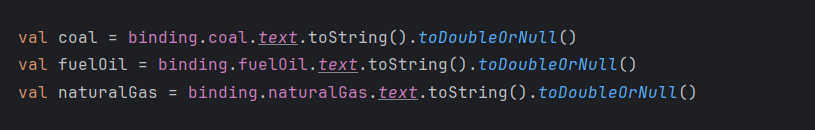 val coal = binding.coal.text.toString().toDoubleOrNull()
val fuelOil = binding.fuelOil.text.toString().toDoubleOrNull()
val naturalGas = binding.naturalGas.text.toString().toDoubleOrNull()